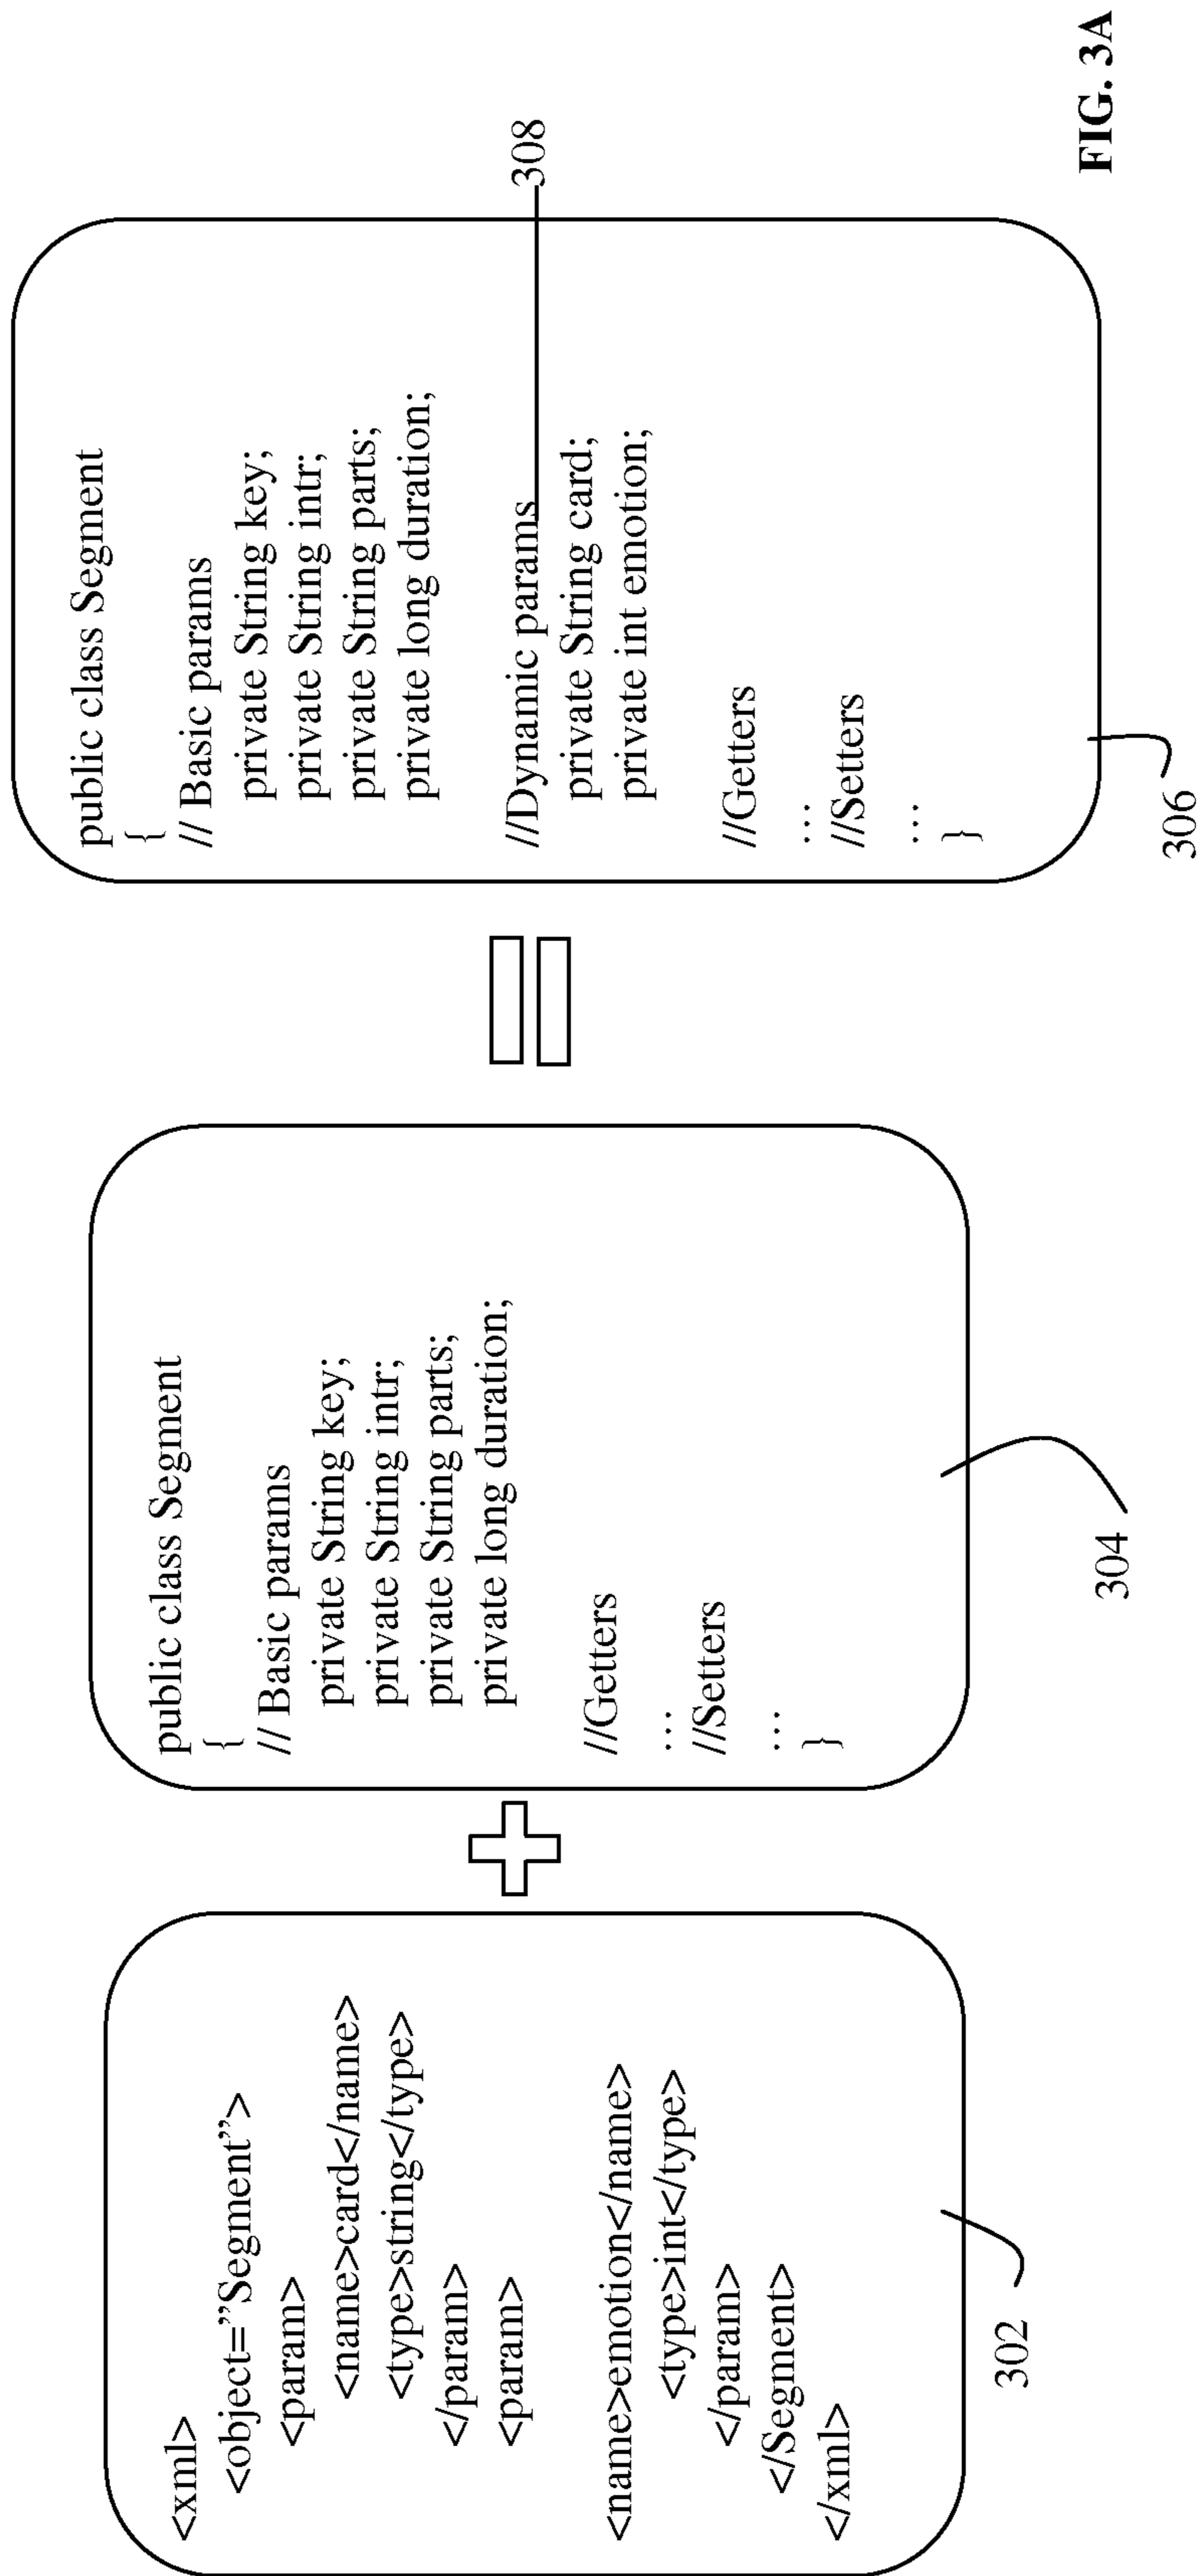 <xml>
<object=”Segment”>
<param>
<name>card</name>
<type>string</type>
</param>
<param>
<name>emotion</name>
<type>int</type>
</param>
</Segment>
</xml>
302
public class Segment
{
// Basic params
private String key;
private String intr;
private String parts;
private long duration;
//Getters
…
//Setters
…
}
304
public class Segment
{
// Basic params
private String key;
private String intr;
private String parts;
private long duration;
//Dynamic params
private String card;
private int emotion;
//Getters
…
//Setters
…
}
306
308
FIG. 3A